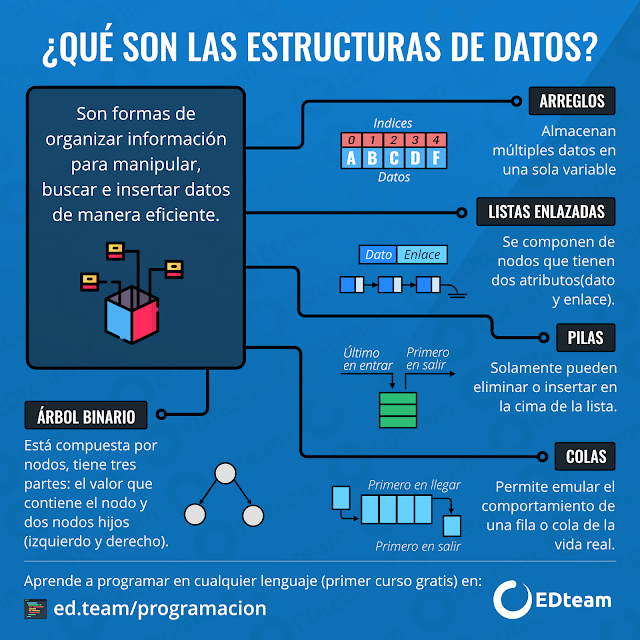 ¿QUÉ SON LAS ESTRUCTURAS DE DATOS?
Son formas de
organizar información
para manipular,
buscar e insertar datos
de manera eficiente.
ARREGLOS
Almacenan
múltiples datos en
una sola variable
Indices
0 1 2 3 4
A B C D F
Datos
LISTAS ENLAZADAS
Se componen de
nodos que tienen
dos atributos(dato
y enlace).
Dato Enlace
PILAS
Solamente pueden
eliminar o insertar en
la cima de la lista.
Último
en entrar
Primero
en salir
COLAS
Permite emular el
comportamiento de
una fila o cola de la
vida real.
Primero en llegar
Primero en salir
ÁRBOL BINARIO
Está compuesta por
nodos, tiene tres
partes: el valor que
contiene el nodo y
dos nodos hijos
(izquierdo y derecho).
Aprende a programar en cualquier lenguaje (primer curso gratis) en:
ed.team/programacion
EDteam